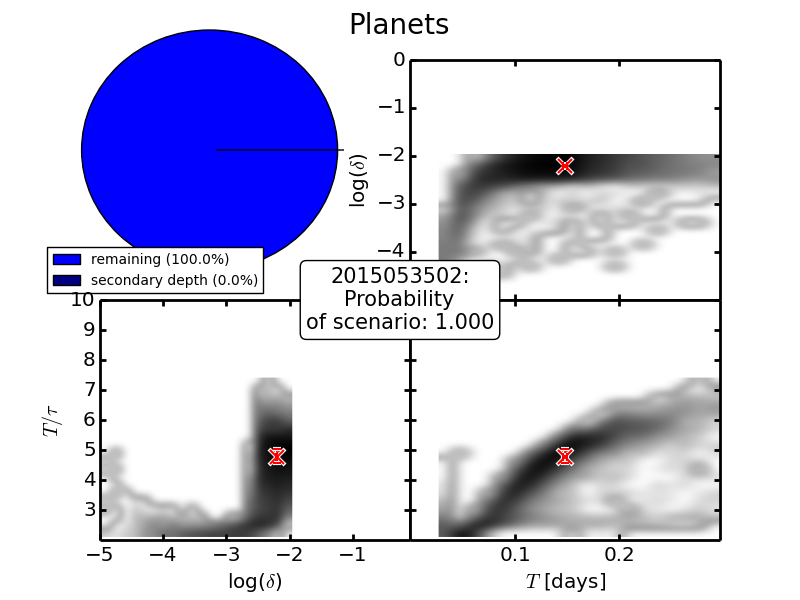 Planets
0
−1
−2
−3
−4
log(δ)
remaining (100.0%)
secondary depth (0.0%)
2015053502:
Probability
of scenario: 1.000
10
9
8
7
6
5
4
3
T/τ
−5 −4 −3 −2 −1
log(δ)
0.1 0.2
T [days]